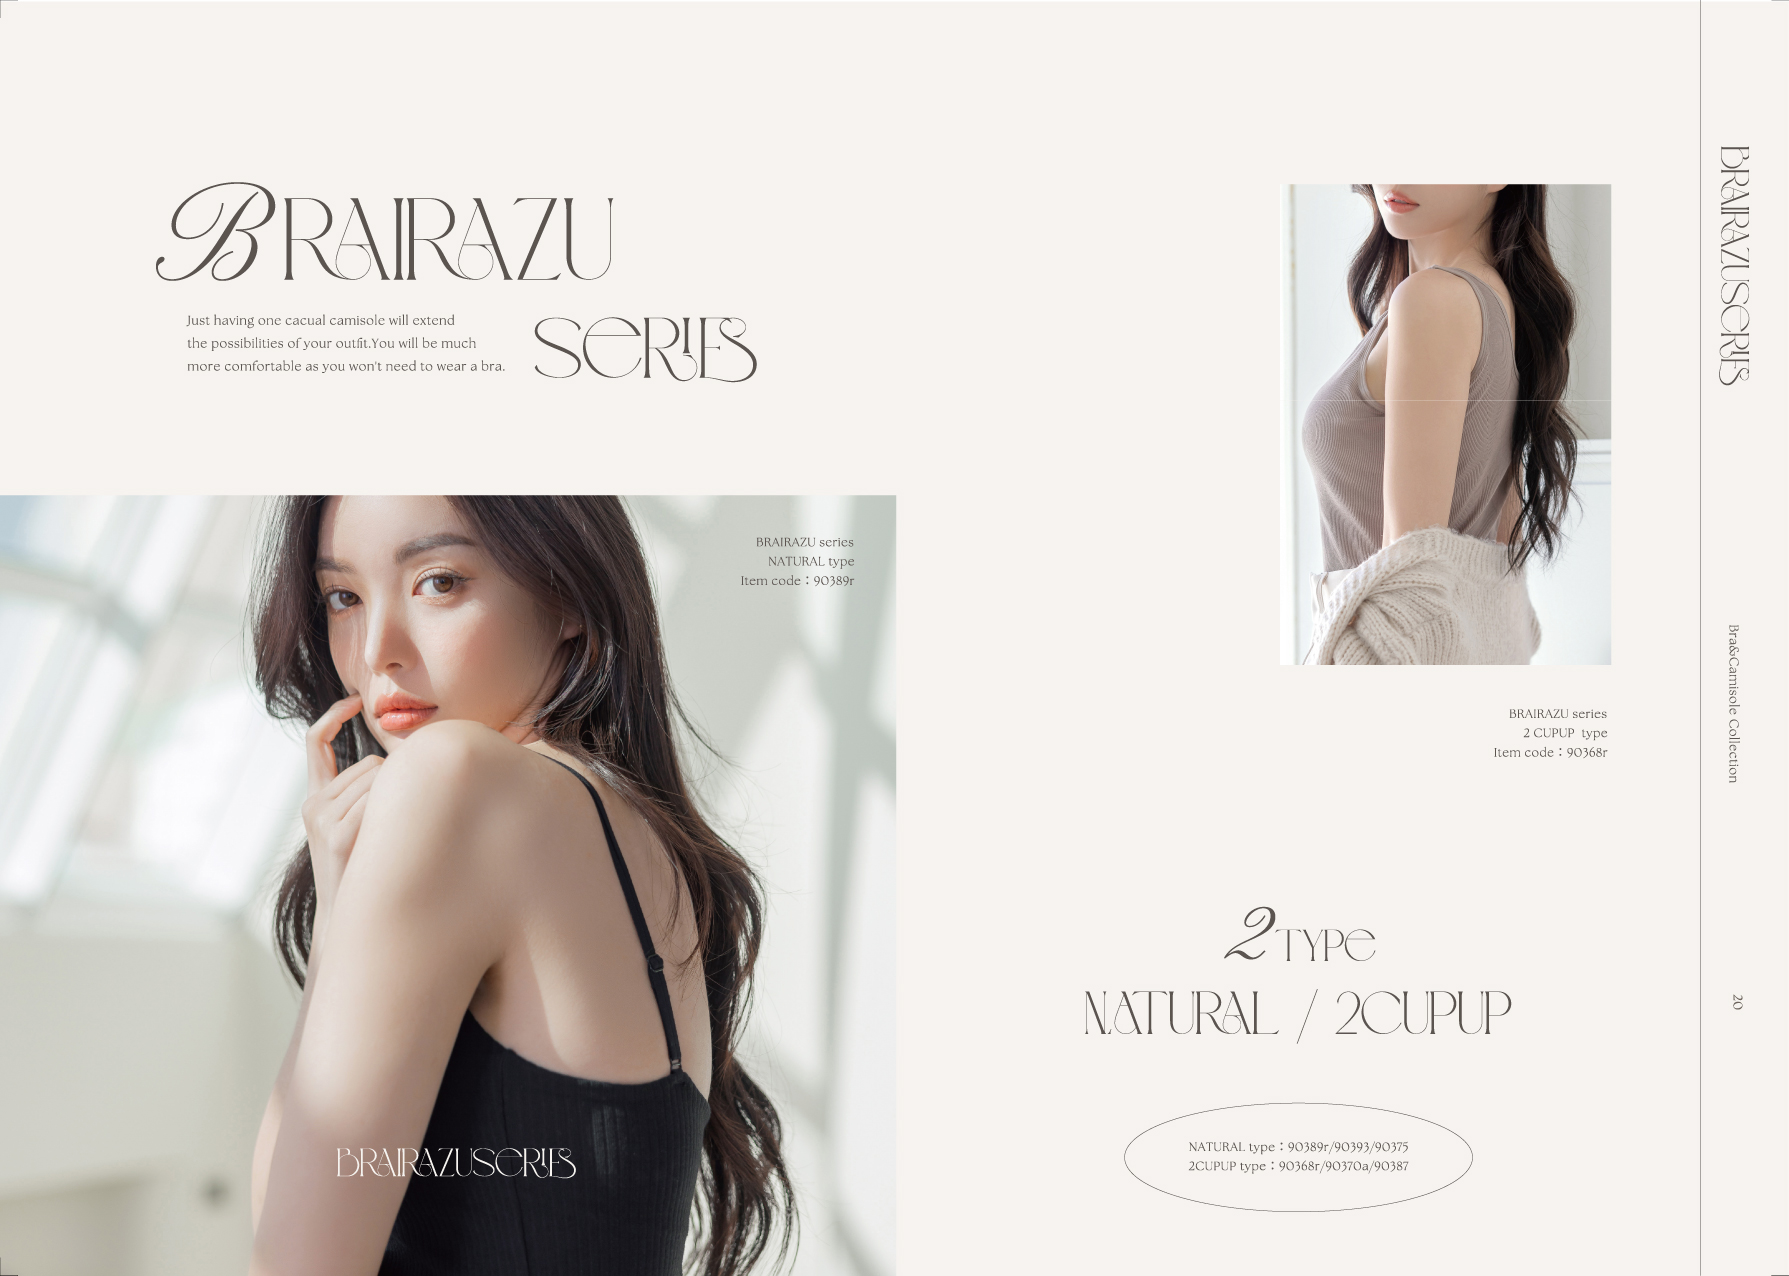 BRAIRAZU
SERIES
Just having one cacual camisole will extend
the possibilities of your outfit.You will be much
more comfortable as you won't need to wear a bra.
BRAIRAZU series
NATURAL type
Item code：90389r
BRAIRAZUSERIES
BRAIRAZU series
2 CUPUP type
Item code：90368r
2 TYPE
NATURAL / 2CUPUP
NATURAL type：90389r/90393/90375
2CUPUP type：90368r/90370a/90387
BRAIRAZUSERIES
Bra&Camisole Collection
20